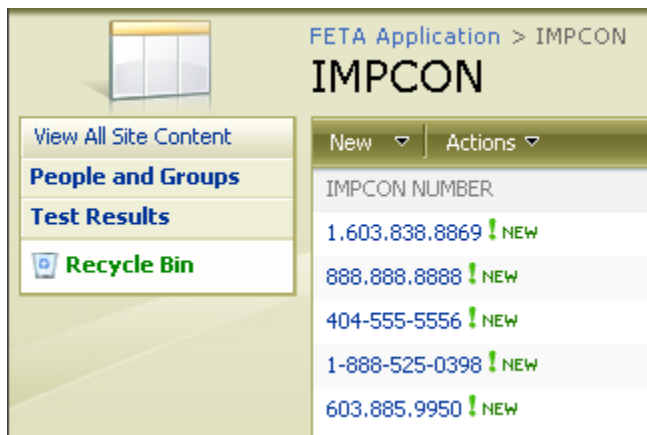 FETA Application > IMPCON
IMPCON
View All Site Content
People and Groups
Test Results
Recycle Bin
New Actions
IMPCON NUMBER
1.603.838.8869 ! NEW
888.888.8888 ! NEW
404-555-5556 ! NEW
1-888-525-0398 ! NEW
603.885.9950 ! NEW